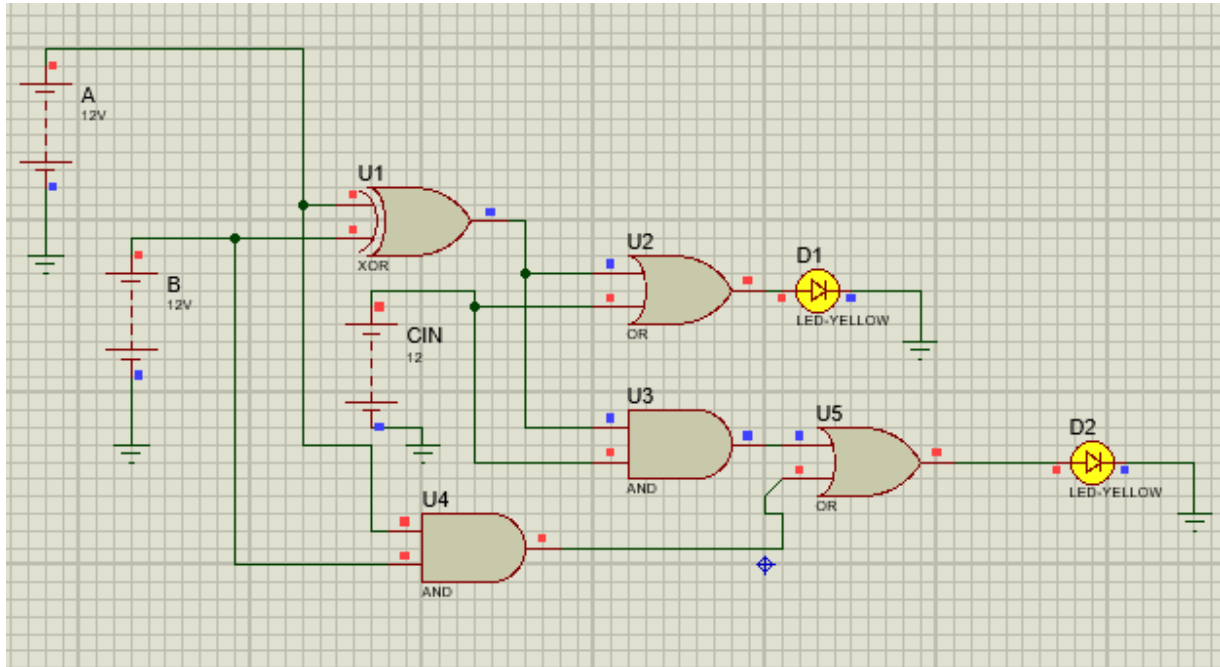 A
12V
U1
XOR
B
12V
U2
OR
D1
LED-YELLOW
CIN
12
U3
AND
U5
OR
D2
LED-YELLOW
U4
AND